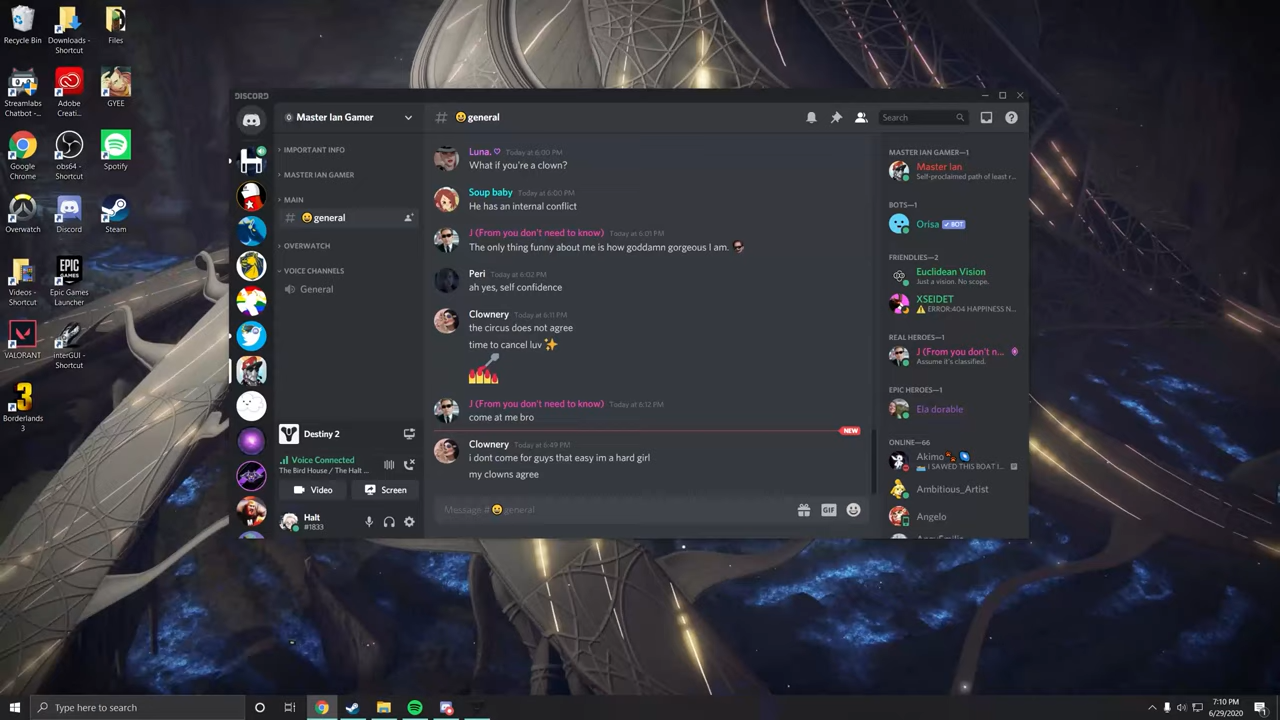 Recycle Bin
Downloads -
Shortcut
Files
Streamlabs
Chatbot -...
Adobe
Creati...
GYEE
Google
Chrome
obs64 -
Shortcut
Spotify
Overwatch
Discord
Steam
Videos -
Shortcut
Epic Games
Launcher
VALORANT
interGUI -
Shortcut
Borderlands
3
DISCORD
Master Ian Gamer
IMPORTANT INFO
MASTER IAN GAMER
MAIN
# general
OVERWATCH
VOICE CHANNELS
General
Destiny 2
Voice Connected
The Bird House / The Halt ...
Video
Screen
Halt
#1833
# general
Search
Luna. ♡ Today at 6:00 PM
What if you're a clown?
Soup baby Today at 6:00 PM
He has an internal conflict
J (From you don't need to know) Today at 6:01 PM
The only thing funny about me is how goddamn gorgeous I am.
Peri Today at 6:02 PM
ah yes, self confidence
Clownery Today at 6:11 PM
the circus does not agree
time to cancel luv ✨
J (From you don't need to know) Today at 6:12 PM
come at me bro
NEW
Clownery Today at 6:49 PM
i dont come for guys that easy im a hard girl
my clowns agree
Message # general
GIF
MASTER IAN GAMER—1
Master Ian
Self-proclaimed path of least r...
BOTS—1
Orisa ✓ BOT
FRIENDLIES—2
Euclidean Vision
Just a vision. No scope.
XSEIDET
⚠ ERROR:404 HAPPINESS N...
REAL HEROES—1
J (From you don't n...
Assume it's classified.
EPIC HEROES—1
Ela dorable
ONLINE—66
Akimo
I SAWED THIS BOAT I...
Ambitious_Artist
Angelo
Type here to search
7:10 PM
6/29/2020
1